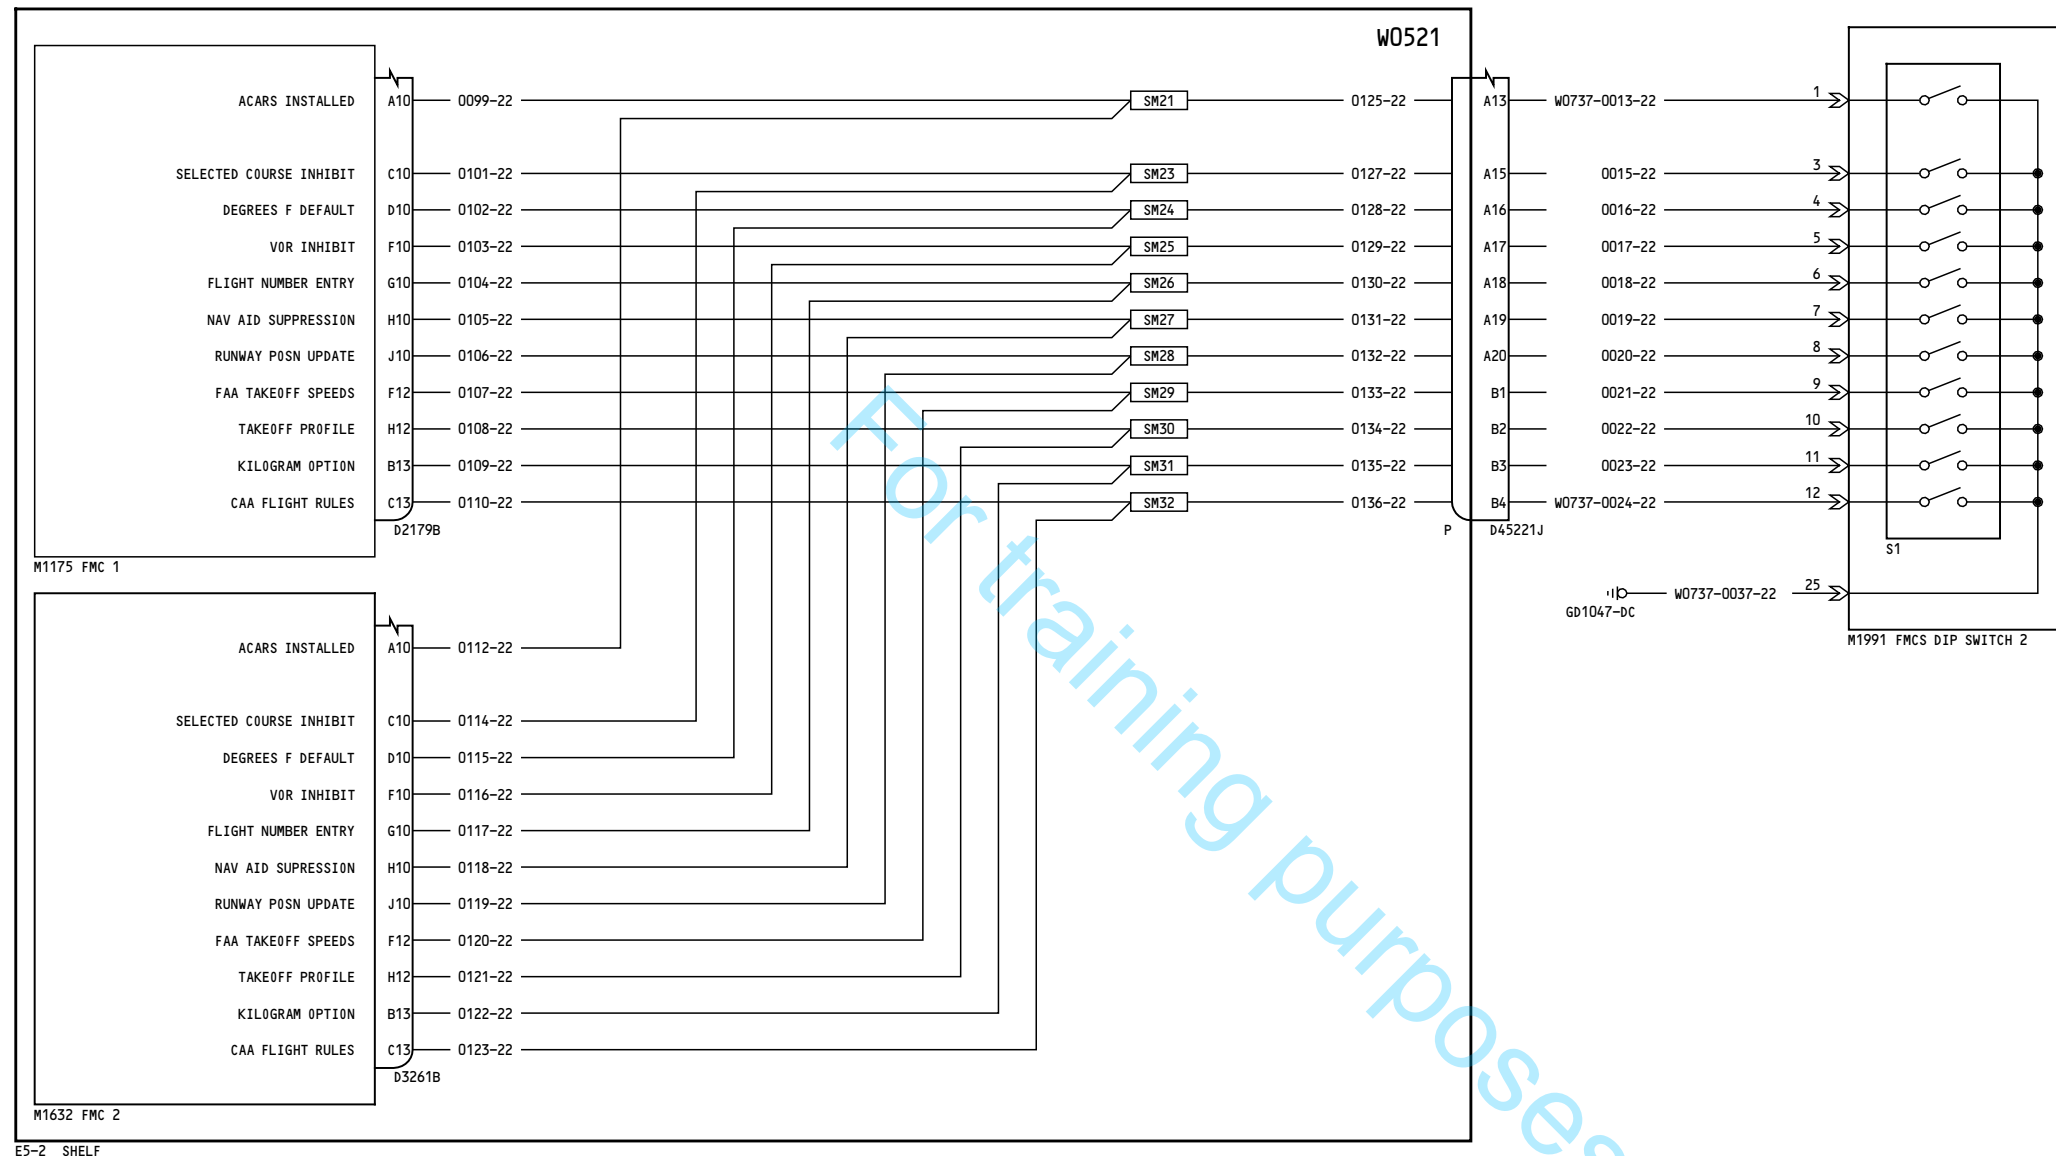 W0521
ACARS INSTALLED A10 0099-22 SM21 0125-22 A13 W0737-0013-22 1
SELECTED COURSE INHIBIT C10 0101-22 SM23 0127-22 A15 0015-22 3
DEGREES F DEFAULT D10 0102-22 SM24 0128-22 A16 0016-22 4
VOR INHIBIT F10 0103-22 SM25 0129-22 A17 0017-22 5
FLIGHT NUMBER ENTRY G10 0104-22 SM26 0130-22 A18 0018-22 6
NAV AID SUPPRESSION H10 0105-22 SM27 0131-22 A19 0019-22 7
RUNWAY POSN UPDATE J10 0106-22 SM28 0132-22 A20 0020-22 8
FAA TAKEOFF SPEEDS F12 0107-22 SM29 0133-22 B1 0021-22 9
TAKEOFF PROFILE H12 0108-22 SM30 0134-22 B2 0022-22 10
KILOGRAM OPTION B13 0109-22 SM31 0135-22 B3 0023-22 11
CAA FLIGHT RULES C13 0110-22 SM32 0136-22 B4 W0737-0024-22 12
D2179B P D45221J
S1
M1175 FMC 1
W0737-0037-22 25
GD1047-DC
M1991 FMCS DIP SWITCH 2
ACARS INSTALLED A10 0112-22
SELECTED COURSE INHIBIT C10 0114-22
DEGREES F DEFAULT D10 0115-22
VOR INHIBIT F10 0116-22
FLIGHT NUMBER ENTRY G10 0117-22
NAV AID SUPRESSION H10 0118-22
RUNWAY POSN UPDATE J10 0119-22
FAA TAKEOFF SPEEDS F12 0120-22
TAKEOFF PROFILE H12 0121-22
KILOGRAM OPTION B13 0122-22
CAA FLIGHT RULES C13 0123-22
D3261B
M1632 FMC 2
E5-2 SHELF
For training purposes